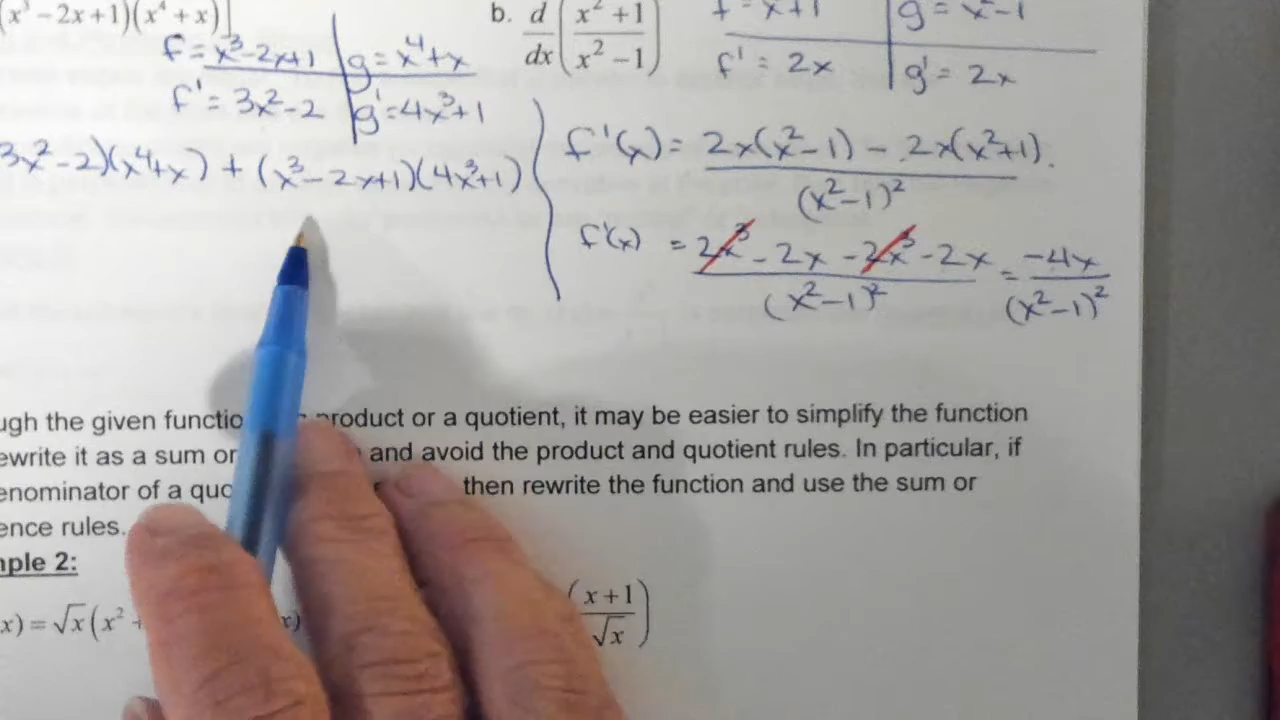 (x³ − 2x + 1)(x⁴ + x)]
f = x³−2x+1 | g = x⁴+x
f' = 3x²−2 | g' = 4x³+1
3x²−2)(x⁴+x) + (x³−2x+1)(4x³+1)
b. d/dx ( (x² + 1)/(x² − 1) )
g = x²−1
f' = 2x | g' = 2x
f'(x) = (2x(x²−1) − 2x(x²+1))/(x²−1)²
f'(x) = (2x³ − 2x − 2x³ − 2x)/(x²−1)² = −4x/(x²−1)²
ugh the given functio product or a quotient, it may be easier to simplify the function
ewrite it as a sum or and avoid the product and quotient rules. In particular, if
enominator of a quo then rewrite the function and use the sum or
ence rules.
nple 2:
x) = √x(x² + x)
(x + 1)/√x )